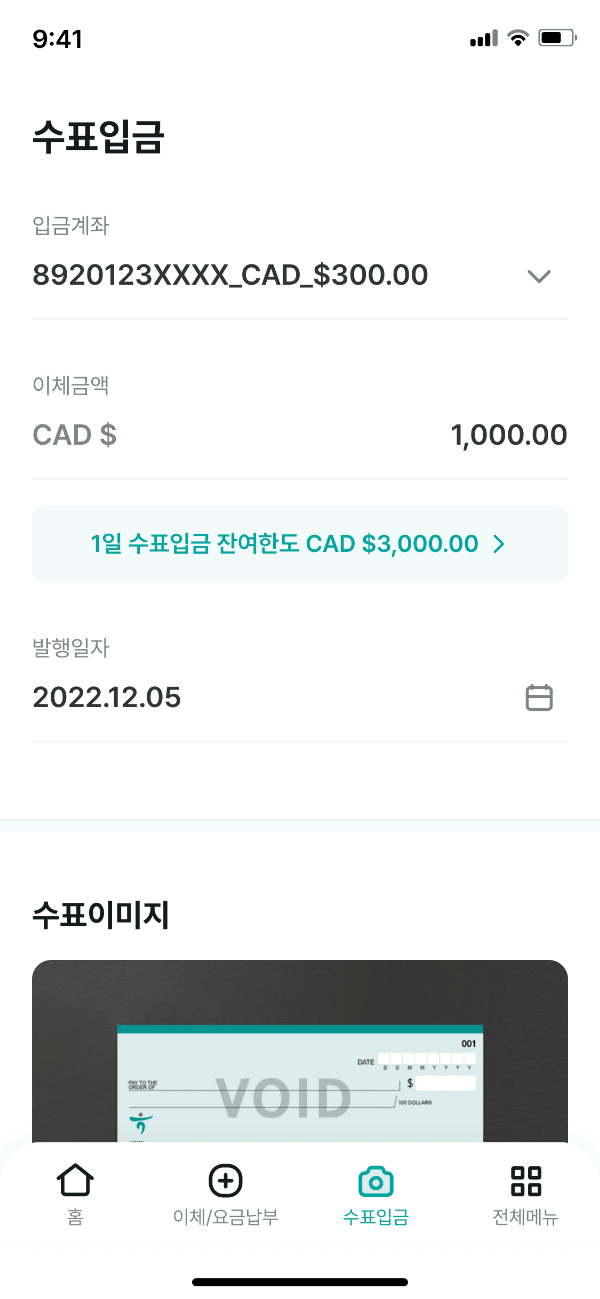 9:41
수표입금
입금계좌
8920123XXXX_CAD_$300.00
이체금액
CAD $ 1,000.00
1일 수표입금 잔여한도 CAD $3,000.00
발행일자
2022.12.05
수표이미지
001
DATE
D D M M Y Y Y Y
PAY TO THE
ORDER OF
$
VOID
/100 DOLLARS
홈 이체/요금납부 수표입금 전체메뉴